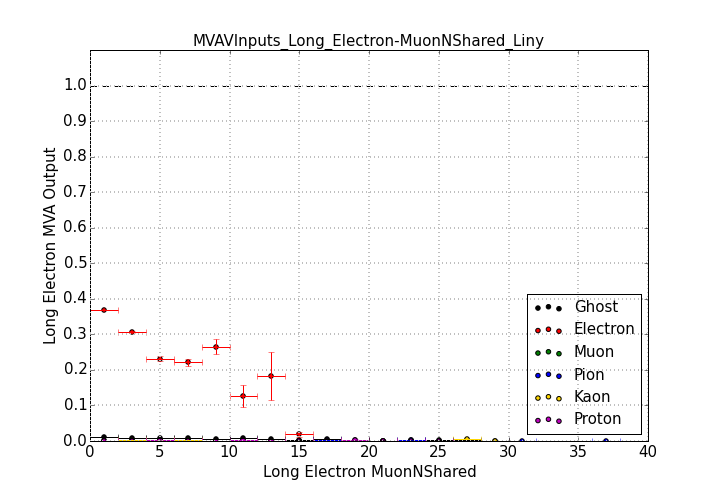 MVAVInputs_Long_Electron-MuonNShared_Liny
Long Electron MVA Output
1.0
0.9
0.8
0.7
0.6
0.5
0.4
0.3
0.2
0.1
0.0
Ghost
Electron
Muon
Pion
Kaon
Proton
0 5 10 15 20 25 30 35 40
Long Electron MuonNShared